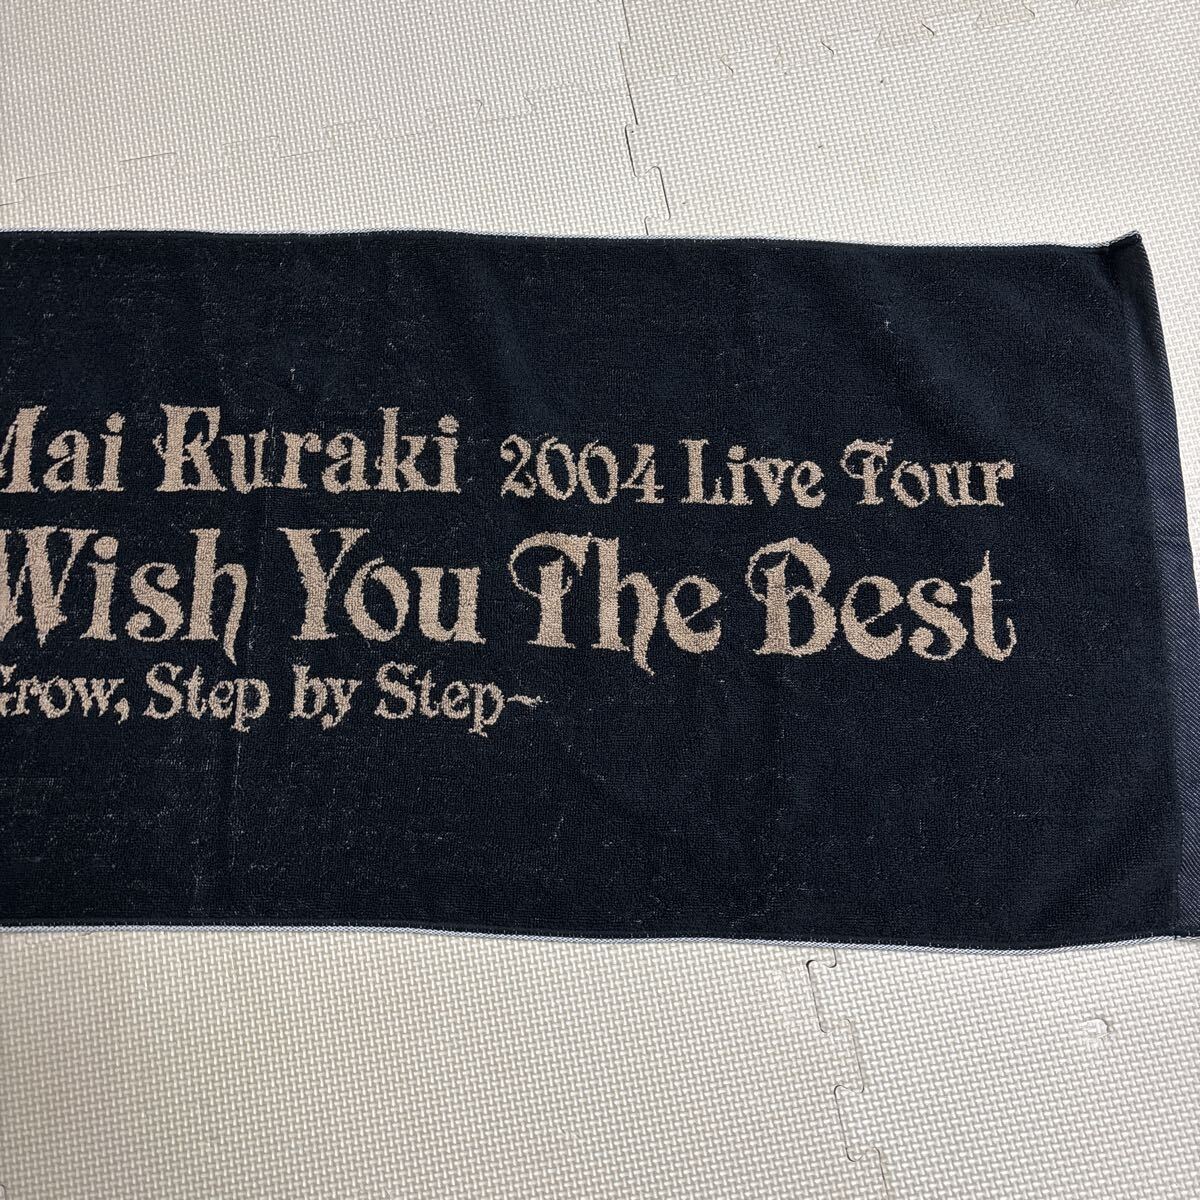 Mai Kuraki 2004 Live Tour
Wish You The Best
Grow, Step by Step~